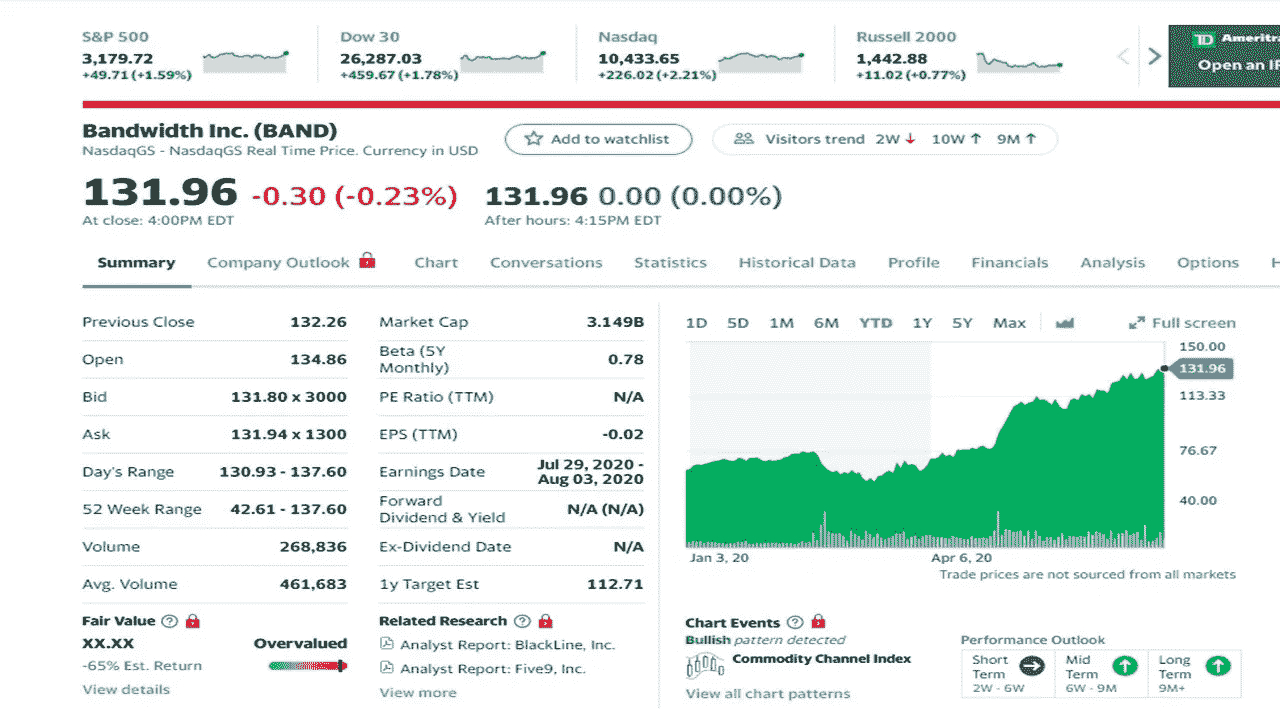 S&P 500
3,179.72
+49.71 (+1.59%)
Dow 30
26,287.03
+459.67 (+1.78%)
Nasdaq
10,433.65
+226.02 (+2.21%)
Russell 2000
1,442.88
+11.02 (+0.77%)
TD Ameritr
Open an IR
Bandwidth Inc. (BAND)
NasdaqGS - NasdaqGS Real Time Price. Currency in USD
Add to watchlist
Visitors trend 2W 10W 9M
131.96 -0.30 (-0.23%)
At close: 4:00PM EDT
131.96 0.00 (0.00%)
After hours: 4:15PM EDT
Summary Company Outlook Chart Conversations Statistics Historical Data Profile Financials Analysis Options H
Previous Close 132.26
Open 134.86
Bid 131.80 x 3000
Ask 131.94 x 1300
Day's Range 130.93 - 137.60
52 Week Range 42.61 - 137.60
Volume 268,836
Avg. Volume 461,683
Market Cap 3.149B
Beta (5Y
Monthly) 0.78
PE Ratio (TTM) N/A
EPS (TTM) -0.02
Earnings Date Jul 29, 2020 -
Aug 03, 2020
Forward
Dividend & Yield N/A (N/A)
Ex-Dividend Date N/A
1y Target Est 112.71
1D 5D 1M 6M YTD 1Y 5Y Max Full screen
150.00
131.96
113.33
76.67
40.00
Jan 3, 20 Apr 6, 20
Trade prices are not sourced from all markets
Fair Value
XX.XX Overvalued
-65% Est. Return
View details
Related Research
Analyst Report: BlackLine, Inc.
Analyst Report: Five9, Inc.
View more
Chart Events
Bullish pattern detected
Commodity Channel Index
View all chart patterns
Performance Outlook
Short
Term
2W - 6W
Mid
Term
6W - 9M
Long
Term
9M+